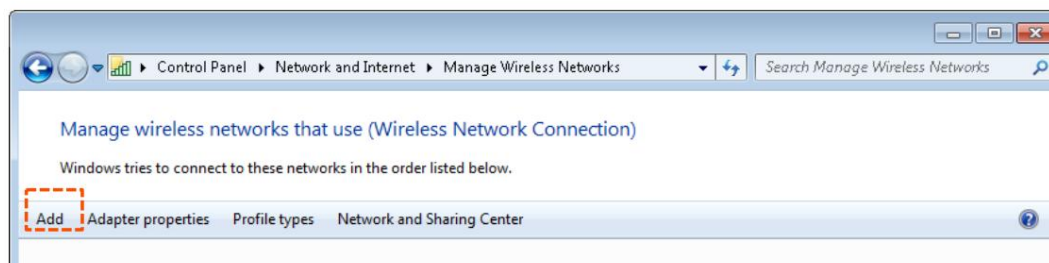 Control Panel ▸ Network and Internet ▸ Manage Wireless Networks
Search Manage Wireless Networks
Manage wireless networks that use (Wireless Network Connection)
Windows tries to connect to these networks in the order listed below.
Add Adapter properties Profile types Network and Sharing Center